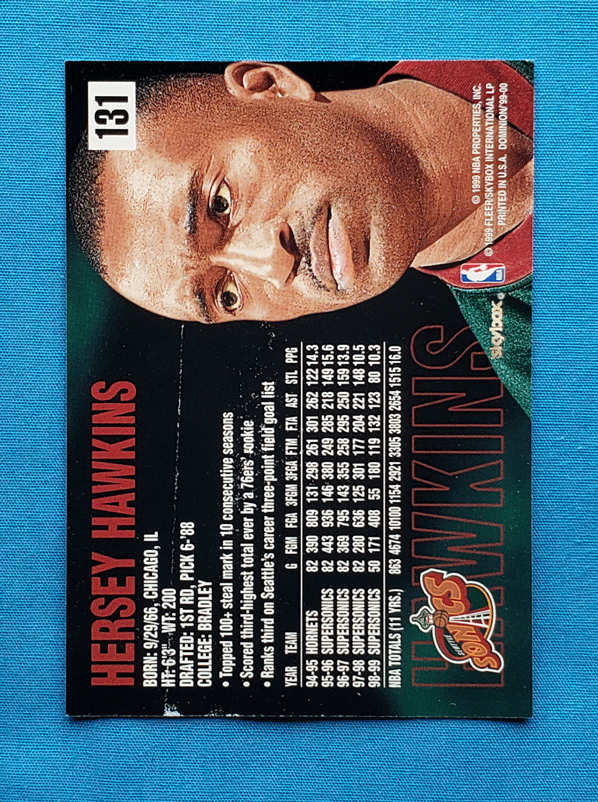 131
HERSEY HAWKINS
BORN: 9/29/66, CHICAGO, IL
HT: 6'3" WT: 200
DRAFTED: 1ST RD, PICK 6-'88
COLLEGE: BRADLEY
• Topped 100+ steal mark in 10 consecutive seasons
• Scored third-highest total ever by a 76ers' rookie
• Ranks third on Seattle's career three-point field goal list
YEAR TEAM G FGM FGA 3FGM 3FGA FTM FTA AST STL PPG
94-95 HORNETS 82 390 809 131 298 261 301 262 122 14.3
95-96 SUPERSONICS 82 443 936 146 380 249 285 218 149 15.6
96-97 SUPERSONICS 82 369 795 143 355 258 295 250 159 13.9
97-98 SUPERSONICS 82 280 636 125 301 177 204 221 148 10.5
98-99 SUPERSONICS 50 171 408 55 180 119 132 123 80 10.3
NBA TOTALS (11 YRS.) 863 4674 10000 1154 2921 3305 3803 2654 1515 16.0
HAWKINS
SEATTLE
SONICS
skybox
NBA
© 1999 NBA PROPERTIES, INC.
© 1999 FLEER/SKYBOX INTERNATIONAL LP
PRINTED IN U.S.A. DOMINION/'99-00